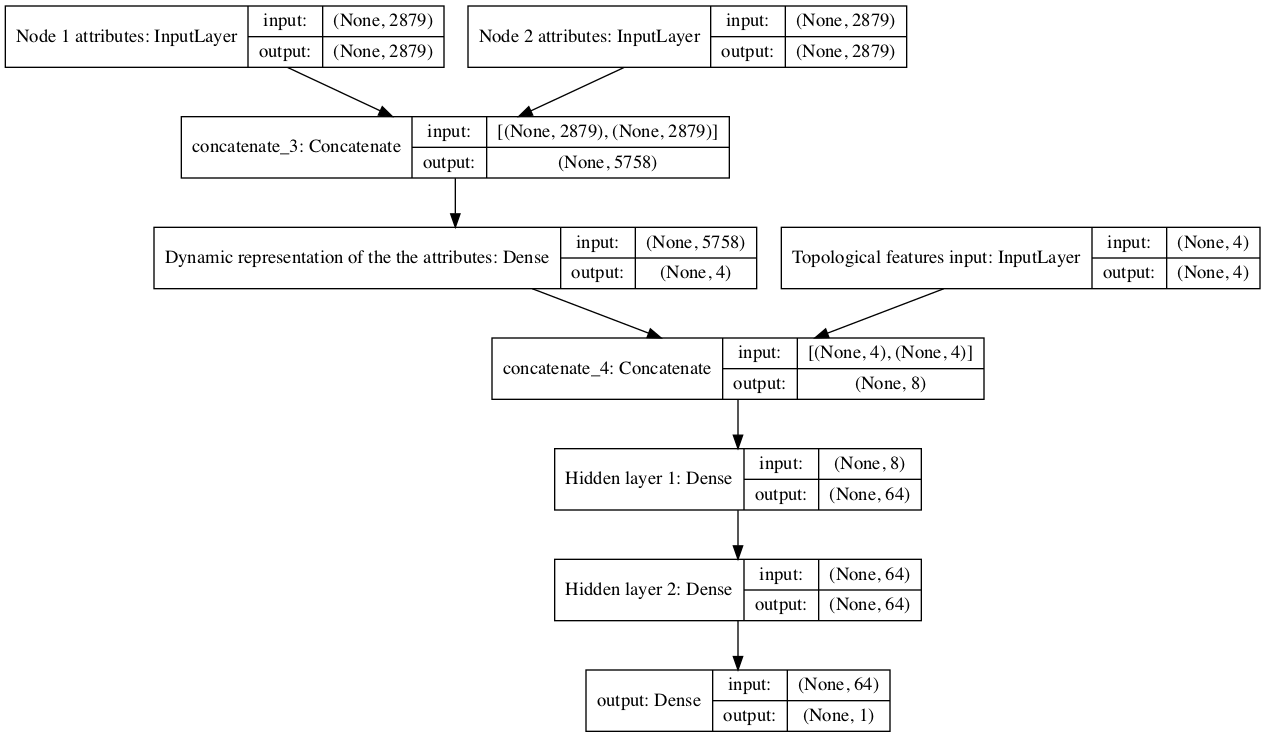 Node 1 attributes: InputLayer
input: (None, 2879)
output: (None, 2879)
Node 2 attributes: InputLayer
input: (None, 2879)
output: (None, 2879)
concatenate_3: Concatenate
input: [(None, 2879), (None, 2879)]
output: (None, 5758)
Dynamic representation of the the attributes: Dense
input: (None, 5758)
output: (None, 4)
Topological features input: InputLayer
input: (None, 4)
output: (None, 4)
concatenate_4: Concatenate
input: [(None, 4), (None, 4)]
output: (None, 8)
Hidden layer 1: Dense
input: (None, 8)
output: (None, 64)
Hidden layer 2: Dense
input: (None, 64)
output: (None, 64)
output: Dense
input: (None, 64)
output: (None, 1)